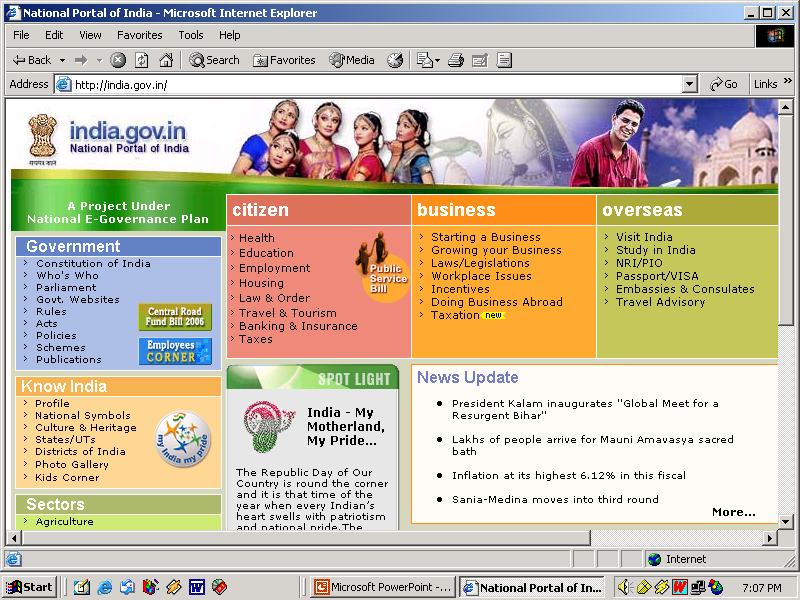 National Portal of India - Microsoft Internet Explorer
File Edit View Favorites Tools Help
Back Search Favorites Media
Address http://india.gov.in/ Go Links »
सत्यमेव जयते
india.gov.in
National Portal of India
A Project Under
National E-Governance Plan
Government
Constitution of India
Who's Who
Parliament
Govt. Websites
Rules
Acts
Policies
Schemes
Publications
Central Road
Fund Bill 2006
Employees
CORNER
Know India
Profile
National Symbols
Culture & Heritage
States/UTs
Districts of India
Photo Gallery
Kids Corner
my India my pride
Sectors
Agriculture
citizen
Health
Education
Employment
Housing
Law & Order
Travel & Tourism
Banking & Insurance
Taxes
Public
Service
Bill
business
Starting a Business
Growing your Business
Laws/Legislations
Workplace Issues
Incentives
Doing Business Abroad
Taxation new
overseas
Visit India
Study in India
NRI/PIO
Passport/VISA
Embassies & Consulates
Travel Advisory
SPOT LIGHT
India - My
Motherland,
My Pride...
The Republic Day of Our
Country is round the corner
and it is that time of the
year when every Indian's
heart swells with patriotism
and national pride.The
News Update
President Kalam inaugurates "Global Meet for a
Resurgent Bihar"
Lakhs of people arrive for Mauni Amavasya sacred
bath
Inflation at its highest 6.12% in this fiscal
Sania-Medina moves into third round
More...
Internet
Start Microsoft PowerPoint -... National Portal of In... 7:07 PM